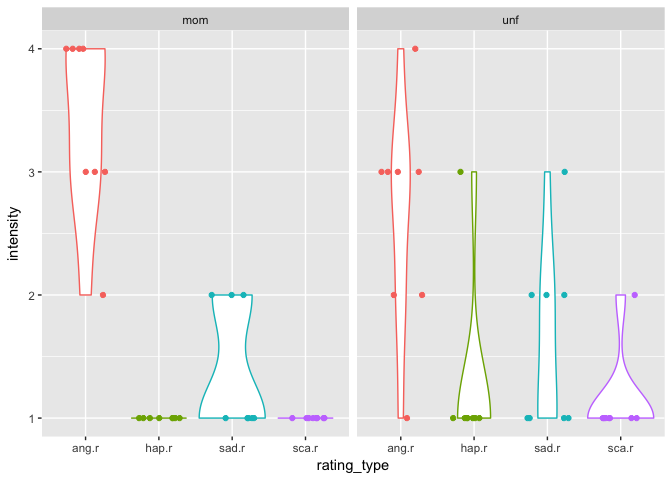 mom unf
4
3
2
1
intensity
ang.r hap.r sad.r sca.r ang.r hap.r sad.r sca.r
rating_type